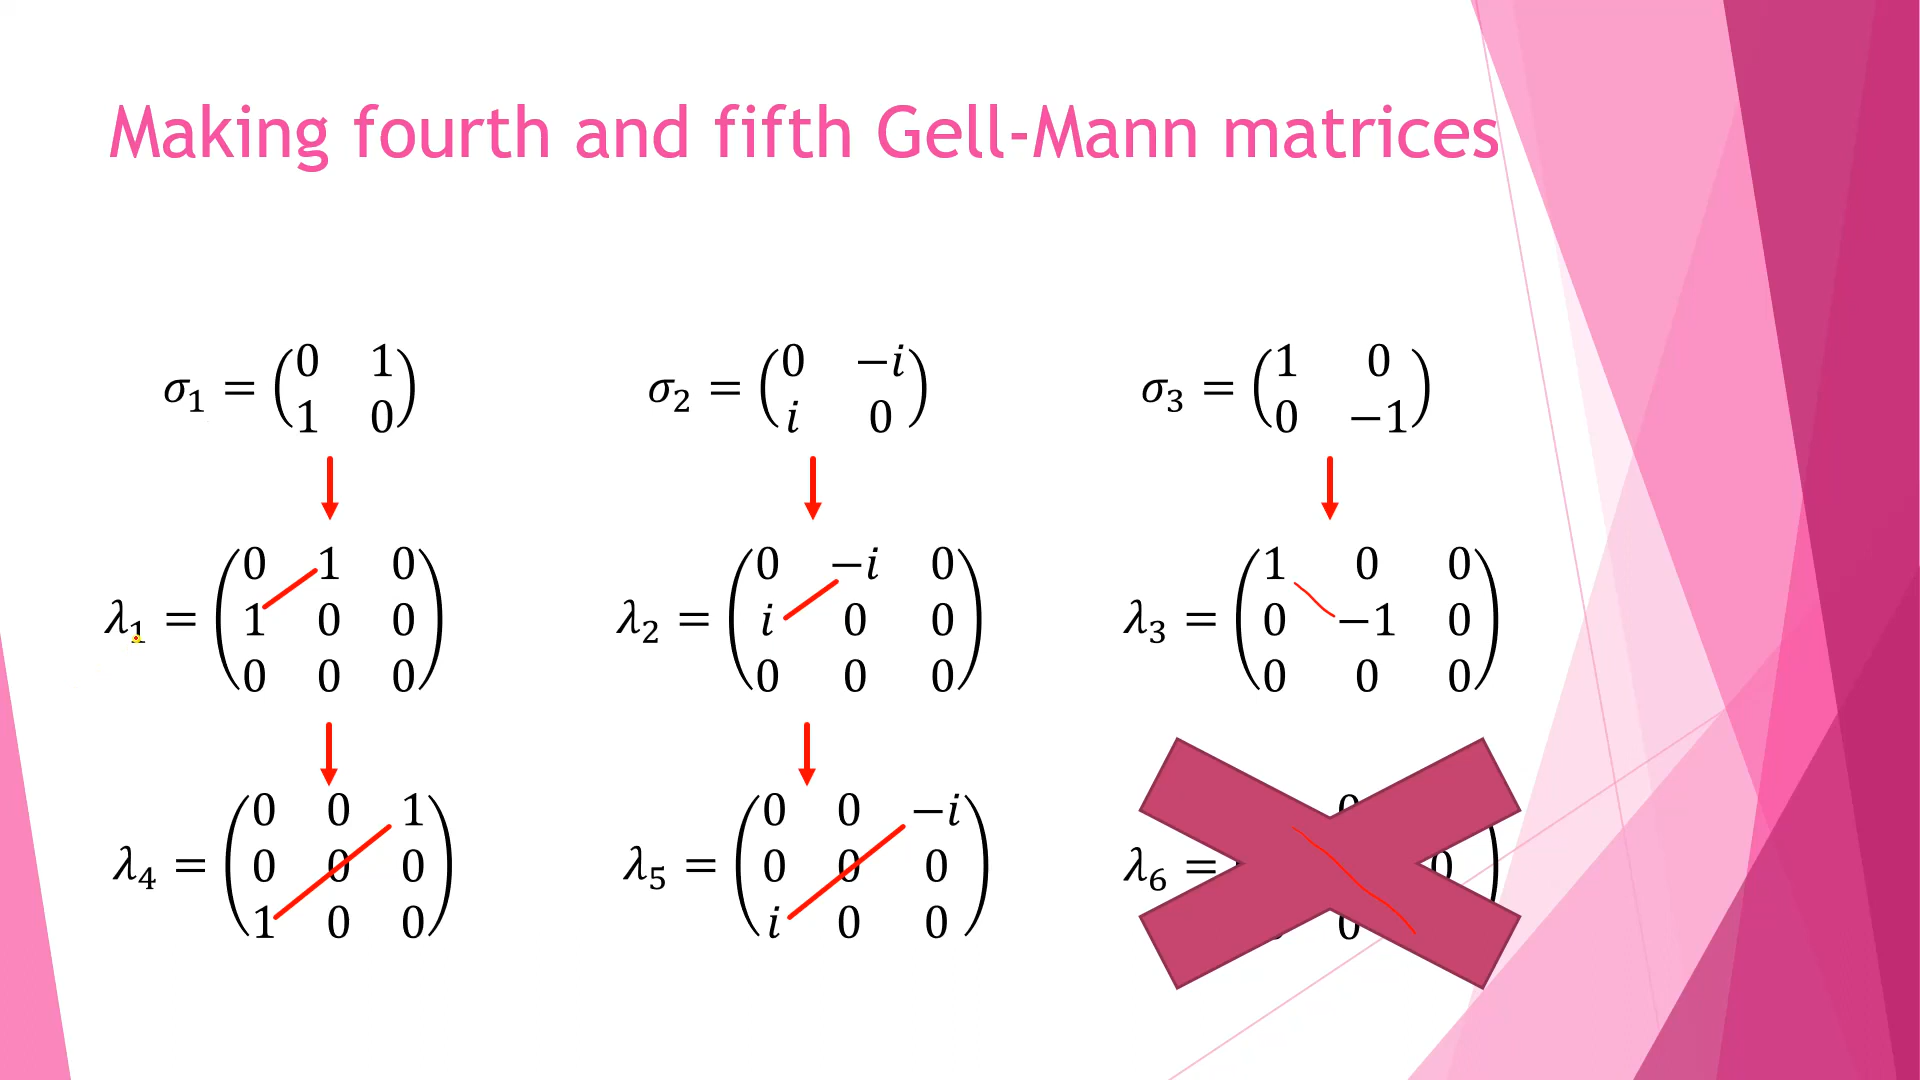 Making fourth and fifth Gell-Mann matrices
σ₁ = (0 1
1 0)
σ₂ = (0 −i
i 0)
σ₃ = (1 0
0 −1)
λ₁ = (0 1 0
1 0 0
0 0 0)
λ₂ = (0 −i 0
i 0 0
0 0 0)
λ₃ = (1 0 0
0 −1 0
0 0 0)
λ₄ = (0 0 1
0 0 0
1 0 0)
λ₅ = (0 0 −i
0 0 0
i 0 0)
λ₆ =